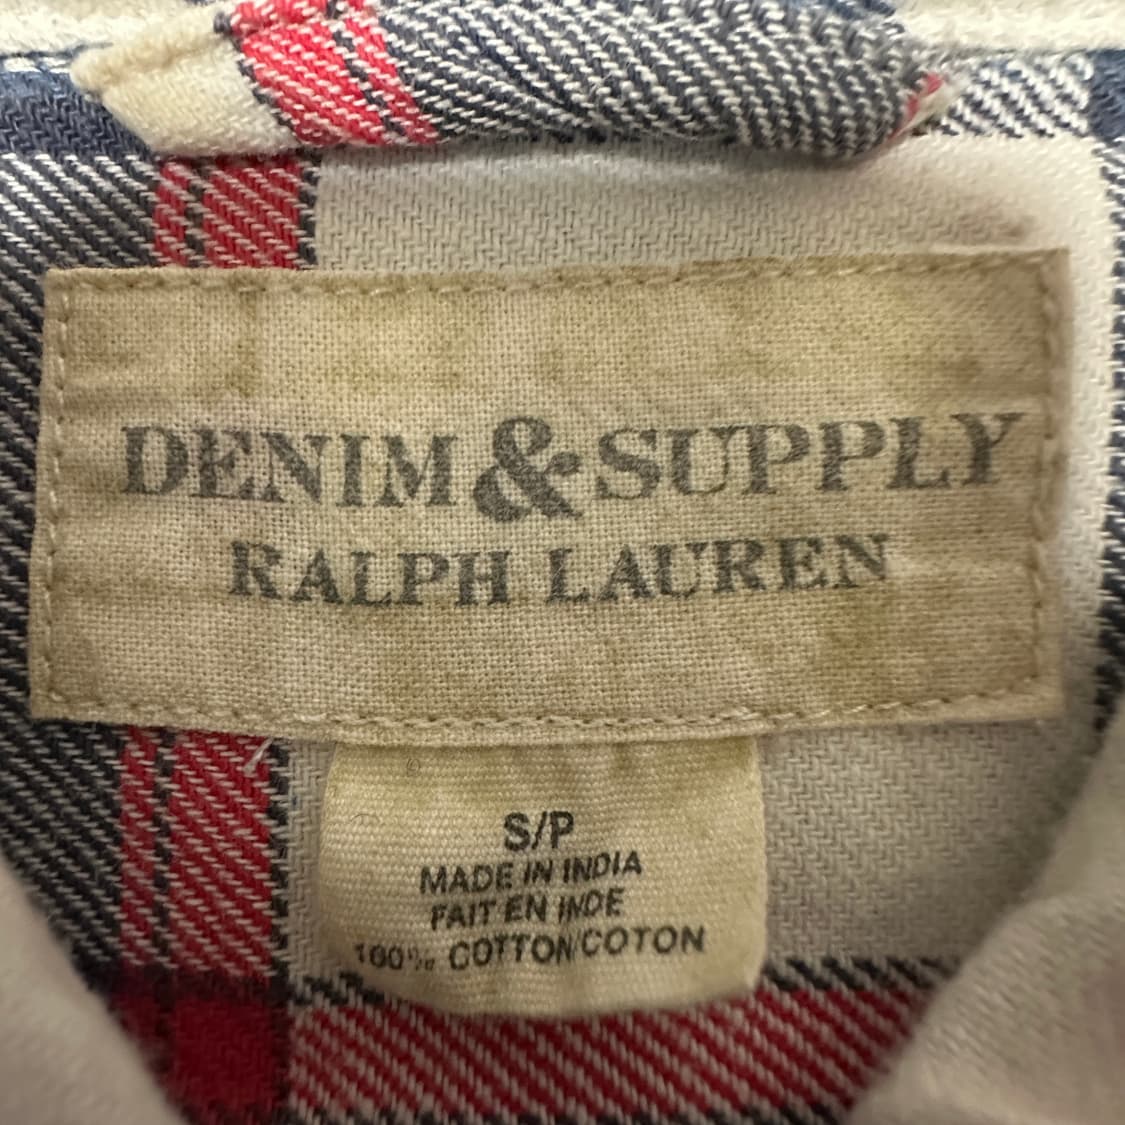 DENIM & SUPPLY
RALPH LAUREN
S/P
MADE IN INDIA
FAIT EN INDE
100% COTTON/COTON